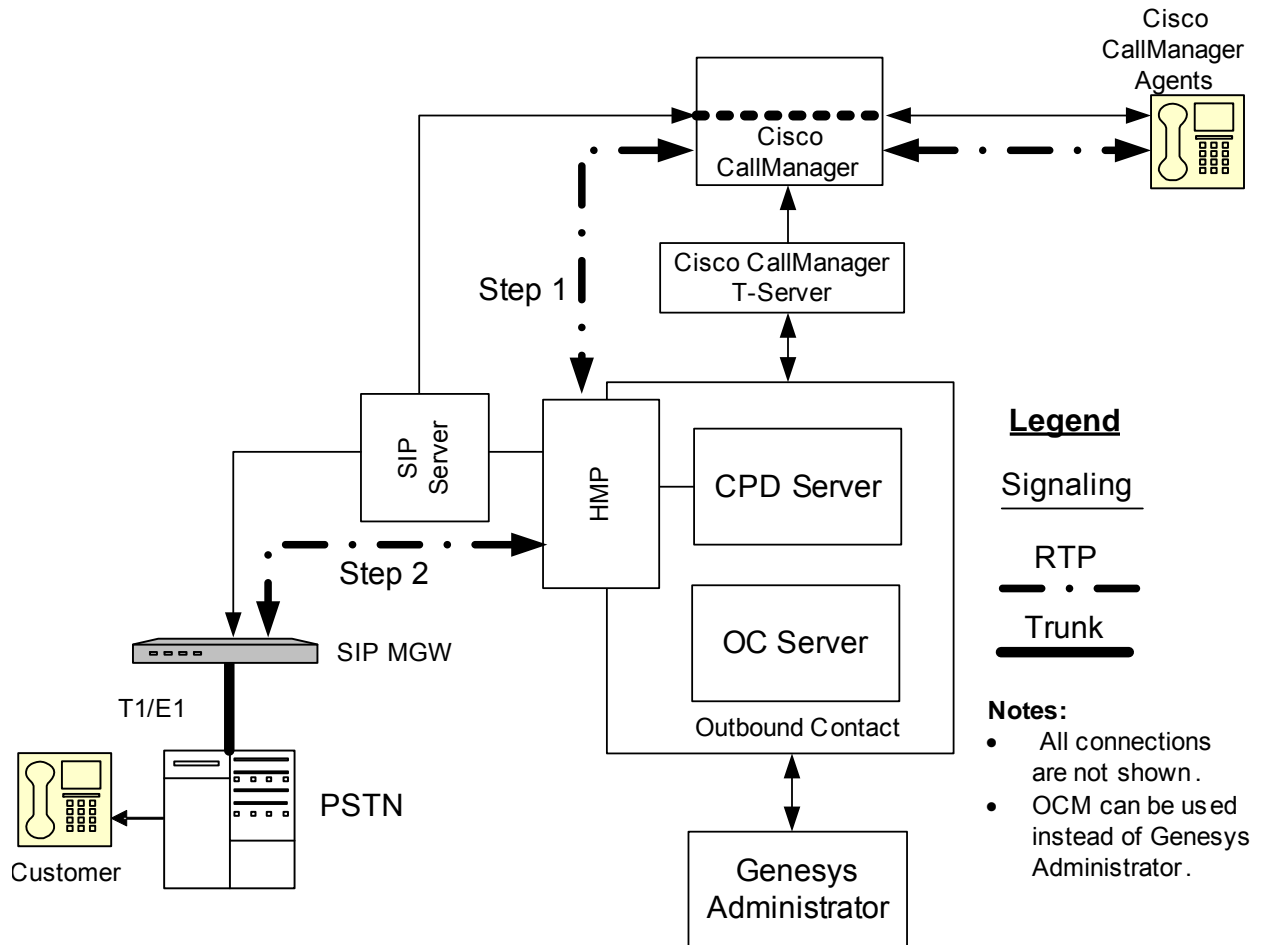 Cisco
CallManager
Agents
Cisco
CallManager
Cisco CallManager
T-Server
Step 1
SIP
Server
HMP
CPD Server
Legend
Signaling
RTP
Trunk
Step 2
OC Server
SIP MGW
T1/E1
Outbound Contact
Notes:
• All connections
are not shown.
• OCM can be used
instead of Genesys
Administrator.
PSTN
Customer
Genesys
Administrator